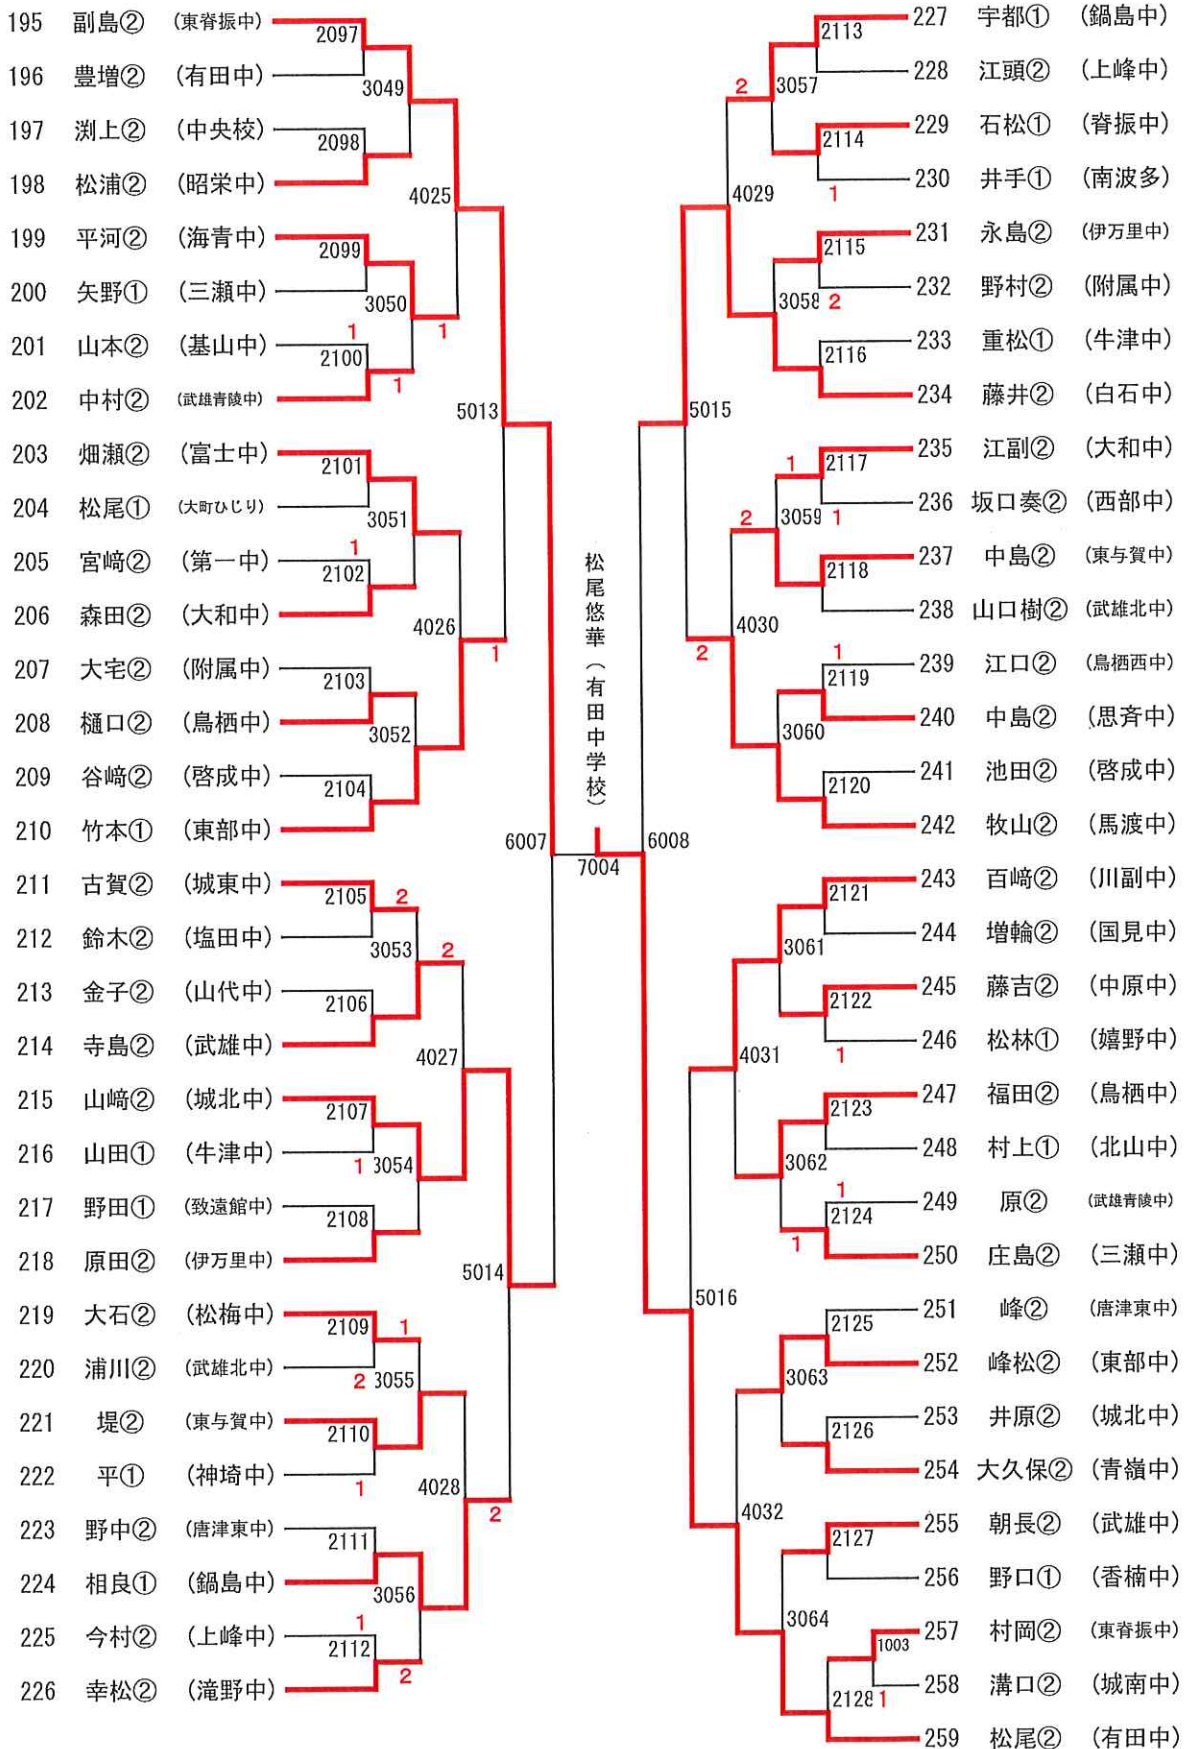 195 副島② (東脊振中)
196 豊増② (有田中)
197 渕上② (中央校)
198 松浦② (昭栄中)
199 平河② (海青中)
200 矢野① (三瀬中)
201 山本② (基山中)
202 中村② (武雄青陵中)
203 畑瀬② (富士中)
204 松尾① (大町ひじり)
205 宮﨑② (第一中)
206 森田② (大和中)
207 大宅② (附属中)
208 樋口② (鳥栖中)
209 谷﨑② (啓成中)
210 竹本① (東部中)
211 古賀② (城東中)
212 鈴木② (塩田中)
213 金子② (山代中)
214 寺島② (武雄中)
215 山﨑② (城北中)
216 山田① (牛津中)
217 野田① (致遠館中)
218 原田② (伊万里中)
219 大石② (松梅中)
220 浦川② (武雄北中)
221 堤② (東与賀中)
222 平① (神埼中)
223 野中② (唐津東中)
224 相良① (鍋島中)
225 今村② (上峰中)
226 幸松② (滝野中)
2097
2098
2099
1
2100
2101
1
2102
2103
2104
2105
2106
2107
1
2108
2109
2
2110
1
2111
1
2112
3049
3050
1
3051
3052
2
3053
3054
1
3055
3056
2
4025
1
4026
2
4027
4028
5013
1
5014
2
6007
松尾悠華(有田中学校)
7004
6008
5015
2
5016
2
4029
2
4030
4031
4032
3057
3058
1
3059
3060
3061
3062
1
3063
3064
2113
2114
1
2115
2
2116
2117
1
2118
1
2119
2120
2121
2122
1
2123
1
2124
2125
2126
2127
1003
2128
1
227 宇都① (鍋島中)
228 江頭② (上峰中)
229 石松① (脊振中)
230 井手① (南波多)
231 永島② (伊万里中)
232 野村② (附属中)
233 重松① (牛津中)
234 藤井② (白石中)
235 江副② (大和中)
236 坂口奏② (西部中)
237 中島② (東与賀中)
238 山口樹② (武雄北中)
239 江口② (鳥栖西中)
240 中島② (思斉中)
241 池田② (啓成中)
242 牧山② (馬渡中)
243 百﨑② (川副中)
244 増輪② (国見中)
245 藤吉② (中原中)
246 松林① (嬉野中)
247 福田② (鳥栖中)
248 村上① (北山中)
249 原② (武雄青陵中)
250 庄島② (三瀬中)
251 峰② (唐津東中)
252 峰松② (東部中)
253 井原② (城北中)
254 大久保② (青嶺中)
255 朝長② (武雄中)
256 野口① (香楠中)
257 村岡② (東脊振中)
258 溝口② (城南中)
259 松尾② (有田中)